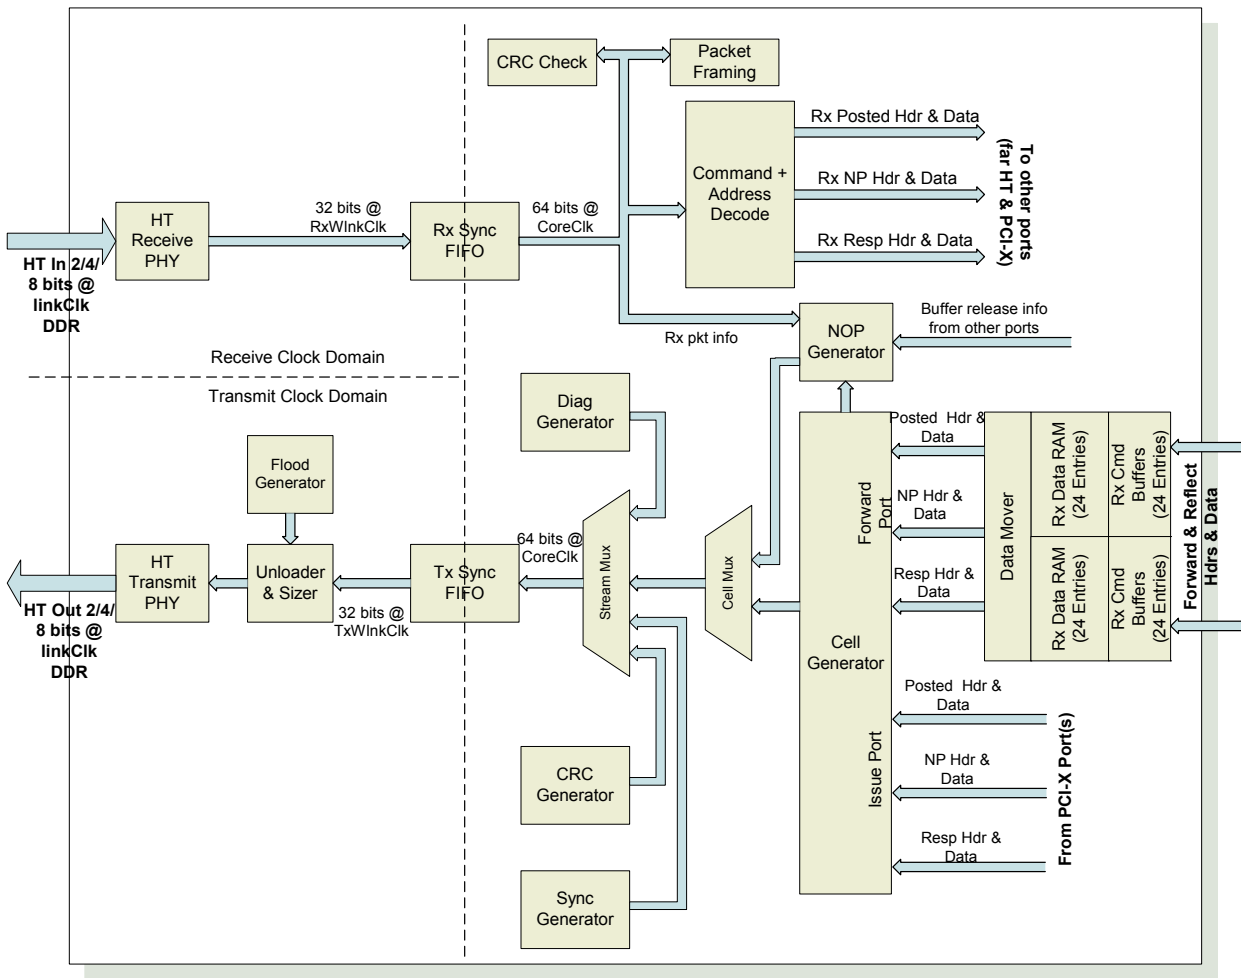 CRC Check
Packet
Framing
Rx Posted Hdr & Data
Rx NP Hdr & Data
Rx Resp Hdr & Data
To other ports
(far HT & PCI-X)
Command +
Address
Decode
HT
Receive
PHY
32 bits @
RxWlnkClk
Rx Sync
FIFO
64 bits @
CoreClk
HT In 2/4/
8 bits @
linkClk
DDR
Rx pkt info
NOP
Generator
Buffer release info
from other ports
Receive Clock Domain
Transmit Clock Domain
Diag
Generator
Flood
Generator
Posted Hdr &
Data
NP Hdr &
Data
Resp Hdr &
Data
Forward
Port
Data Mover
Rx Data RAM
(24 Entries)
Rx Cmd
Buffers
(24 Entries)
Rx Data RAM
(24 Entries)
Rx Cmd
Buffers
(24 Entries)
Forward & Reflect
Hdrs & Data
HT
Transmit
PHY
Unloader
& Sizer
32 bits @
TxWlnkClk
Tx Sync
FIFO
64 bits @
CoreClk
Stream Mux
Cell Mux
Cell
Generator
HT Out 2/4/
8 bits @
linkClk
DDR
Issue Port
Posted Hdr &
Data
NP Hdr &
Data
Resp Hdr &
Data
From PCI-X Port(s)
CRC
Generator
Sync
Generator